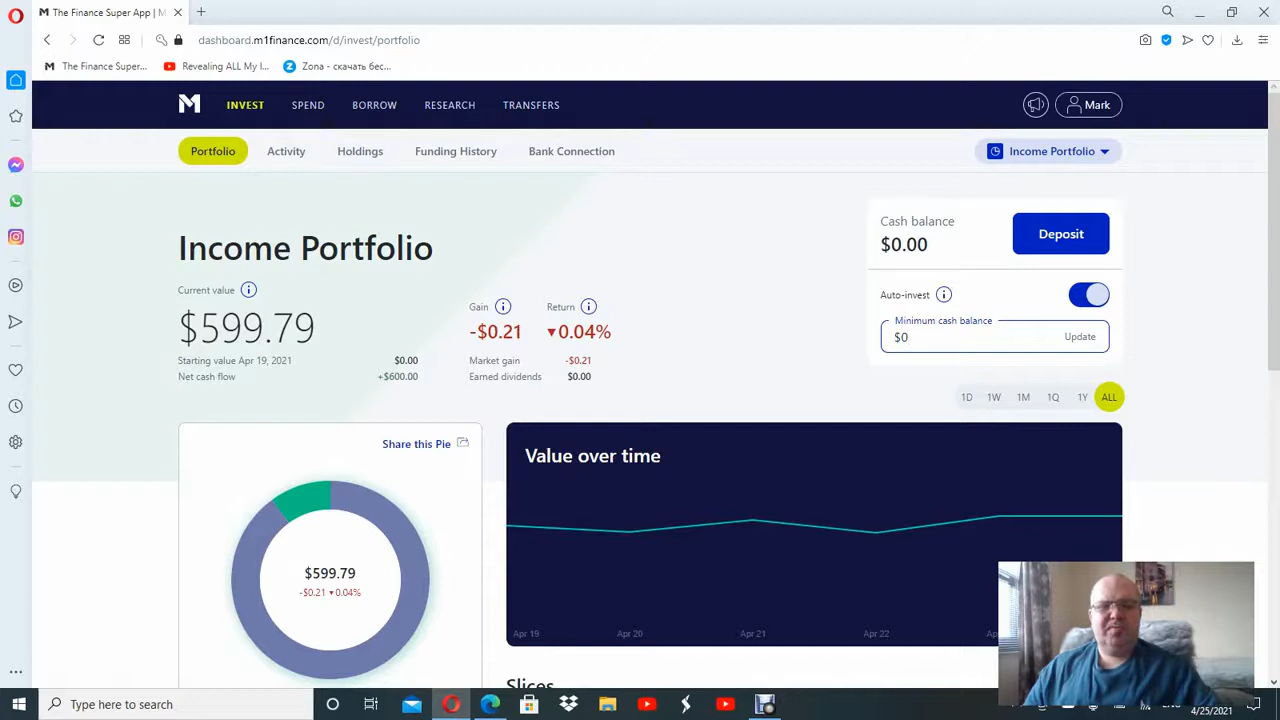 The Finance Super App | M
dashboard.m1finance.com/d/invest/portfolio
The Finance Super...
Revealing ALL My I...
Zona - скачать бес...
INVEST
SPEND
BORROW
RESEARCH
TRANSFERS
Mark
Portfolio
Activity
Holdings
Funding History
Bank Connection
Income Portfolio
Income Portfolio
Current value
$599.79
Starting value Apr 19, 2021 $0.00
Net cash flow +$600.00
Gain
-$0.21
Return
▼0.04%
Market gain -$0.21
Earned dividends $0.00
Cash balance
$0.00
Deposit
Auto-invest
Minimum cash balance
$0 Update
1D 1W 1M 1Q 1Y ALL
Share this Pie
$599.79
-$0.21 ▼0.04%
Value over time
Apr 19 Apr 20 Apr 21 Apr 22
Slices
Type here to search
4/25/2021